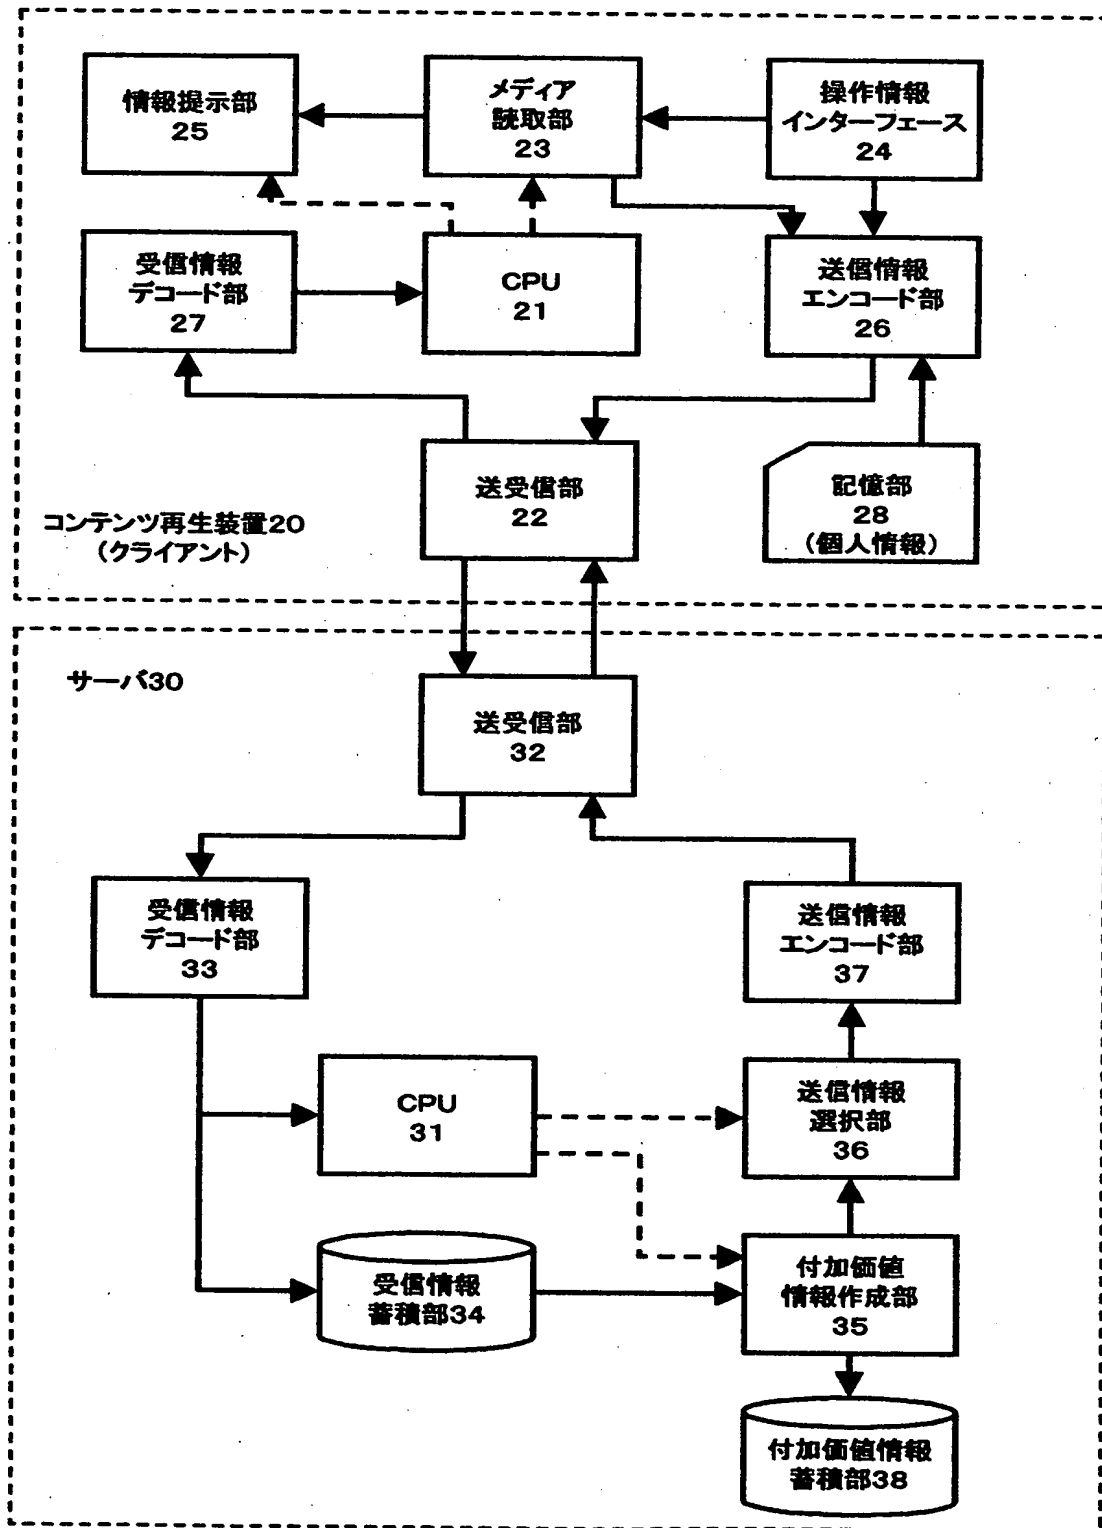 情報提示部
25
メディア
読取部
23
操作情報
インターフェース
24
受信情報
デコード部
27
CPU
21
送信情報
エンコード部
26
送受信部
22
記憶部
28
(個人情報)
コンテンツ再生装置20
(クライアント)
サーバ30
送受信部
32
受信情報
デコード部
33
送信情報
エンコード部
37
CPU
31
送信情報
選択部
36
受信情報
蓄積部34
付加価値
情報作成部
35
付加価値情報
蓄積部38